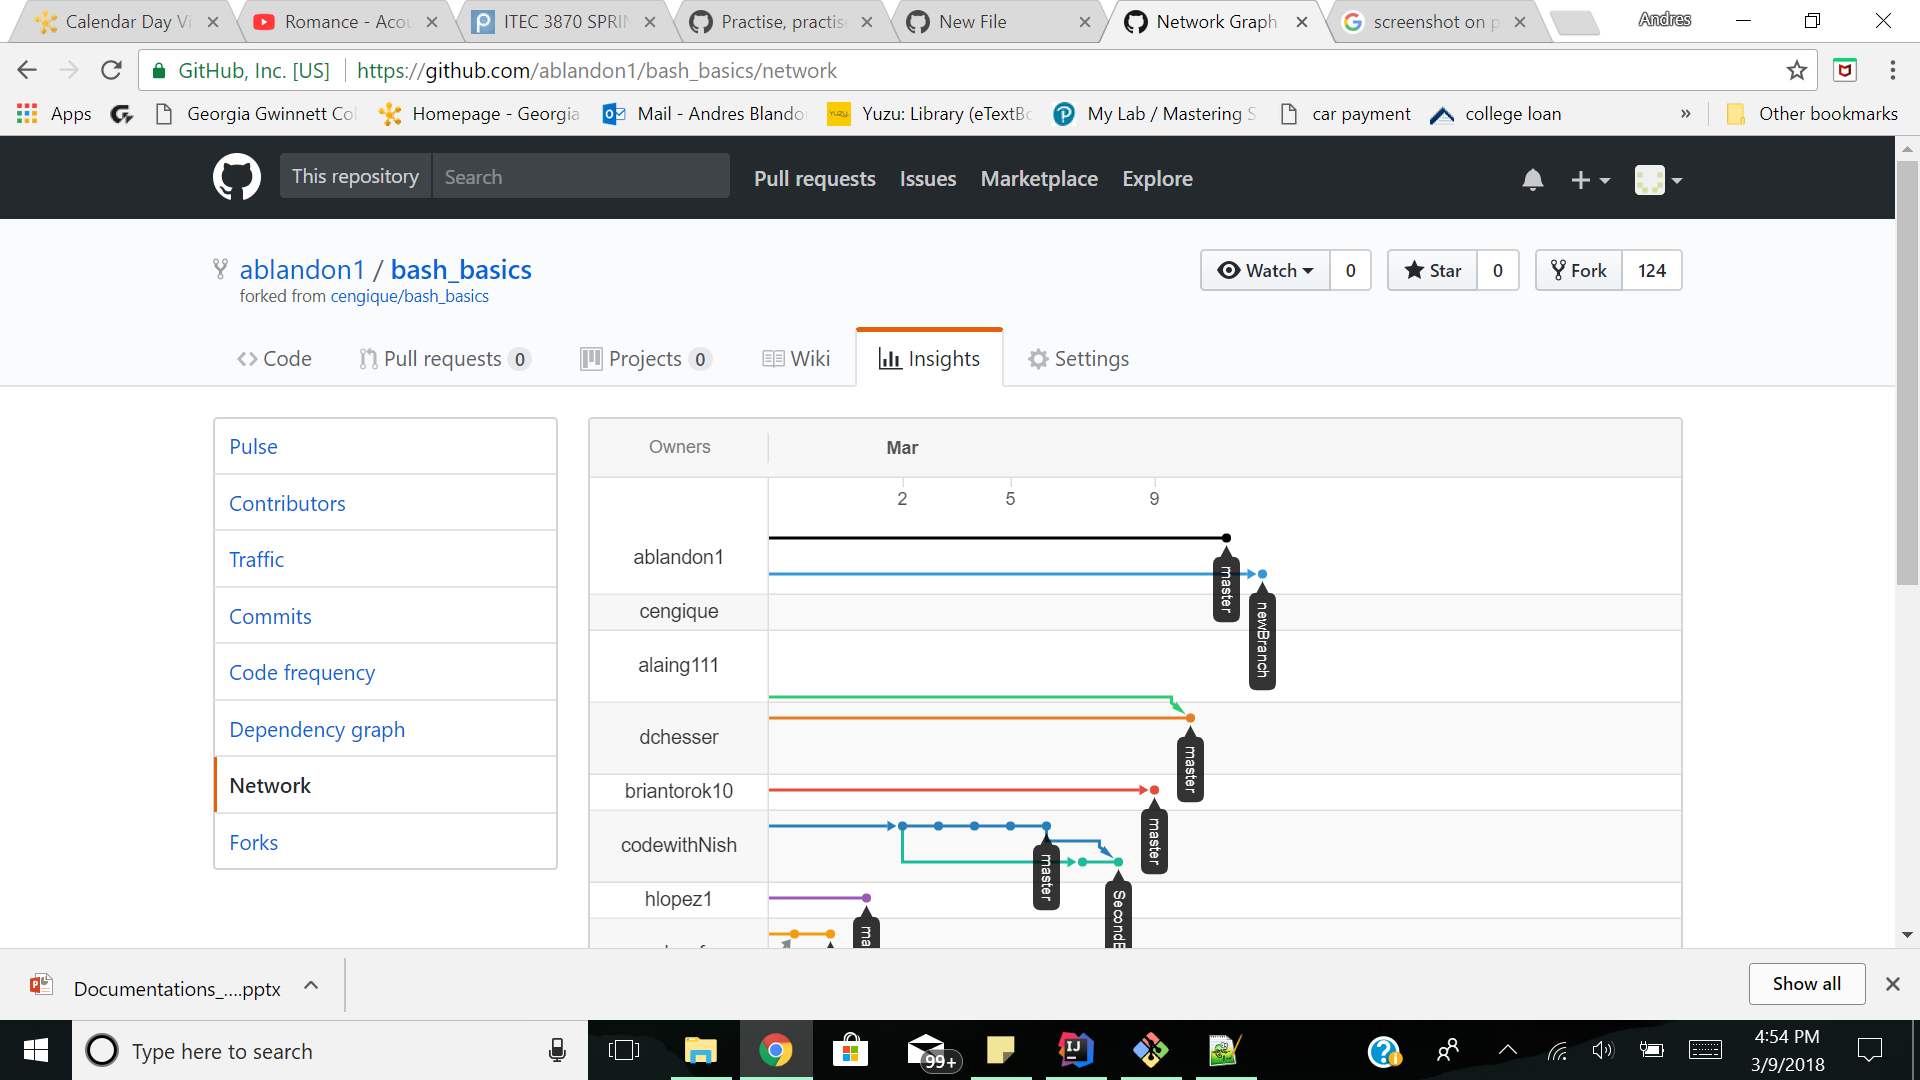 Calendar Day Vi
Romance - Acou
ITEC 3870 SPRIN
Practise, practise
New File
Network Graph
screenshot on p
Andres
GitHub, Inc. [US]
https://github.com/ablandon1/bash_basics/network
Apps
Georgia Gwinnett Col
Homepage - Georgia
Mail - Andres Blando
Yuzu: Library (eTextBo
My Lab / Mastering S
car payment
college loan
»
Other bookmarks
This repository
Search
Pull requests
Issues
Marketplace
Explore
ablandon1 / bash_basics
forked from cengique/bash_basics
Watch
0
Star
0
Fork
124
Code
Pull requests 0
Projects 0
Wiki
Insights
Settings
Pulse
Contributors
Traffic
Commits
Code frequency
Dependency graph
Network
Forks
Owners
Mar
2
5
9
ablandon1
master
newBranch
cengique
alaing111
dchesser
master
briantorok10
master
codewithNish
master
SecondB
hlopez1
ma
Documentations_....pptx
Show all
Type here to search
99+
4:54 PM
3/9/2018